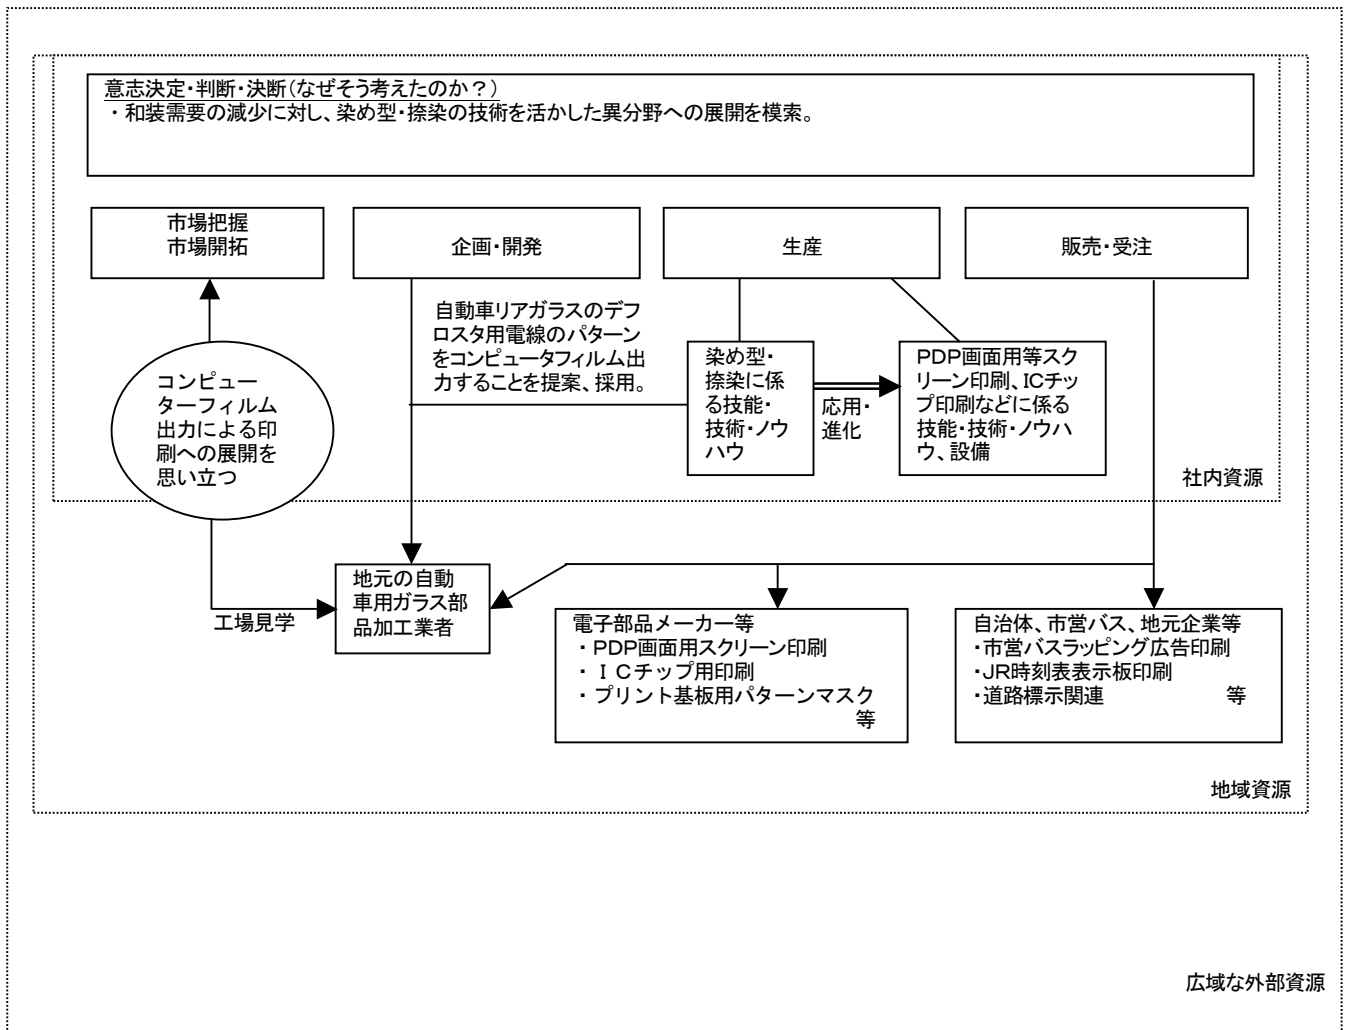 意志決定・判断・決断（なぜそう考えたのか？）
・和装需要の減少に対し、染め型・捺染の技術を活かした異分野への展開を模索。
市場把握
市場開拓
企画・開発
生産
販売・受注
自動車リアガラスのデフ
ロスタ用電線のパターン
をコンピュータフィルム出
力することを提案、採用。
コンピュー
ターフィルム
出力による印
刷への展開を
思い立つ
染め型・
捺染に係
る技能・
技術・ノウ
ハウ
応用・
進化
PDP画面用等スク
リーン印刷、ICチッ
プ印刷などに係る
技能・技術・ノウハ
ウ、設備
社内資源
工場見学
地元の自動
車用ガラス部
品加工業者
電子部品メーカー等
・PDP画面用スクリーン印刷
・ＩＣチップ用印刷
・プリント基板用パターンマスク
等
自治体、市営バス、地元企業等
・市営バスラッピング広告印刷
・JR時刻表表示板印刷
・道路標示関連 等
地域資源
広域な外部資源